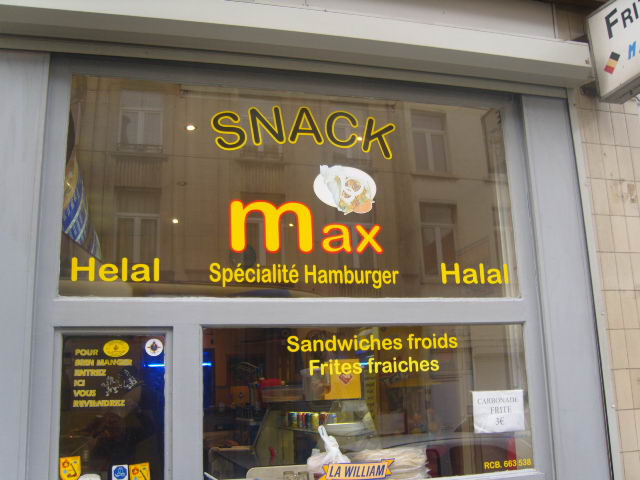 FRIT
SNACK
max
Helal
Spécialité Hamburger
Halal
Sandwiches froids
Frites fraiches
POUR
BIEN MANGER
ENTREZ
ICI
VOUS
REVIENDREZ
CARBONADE
FRITE
3€
LA WILLIAM
RCB. 663 538